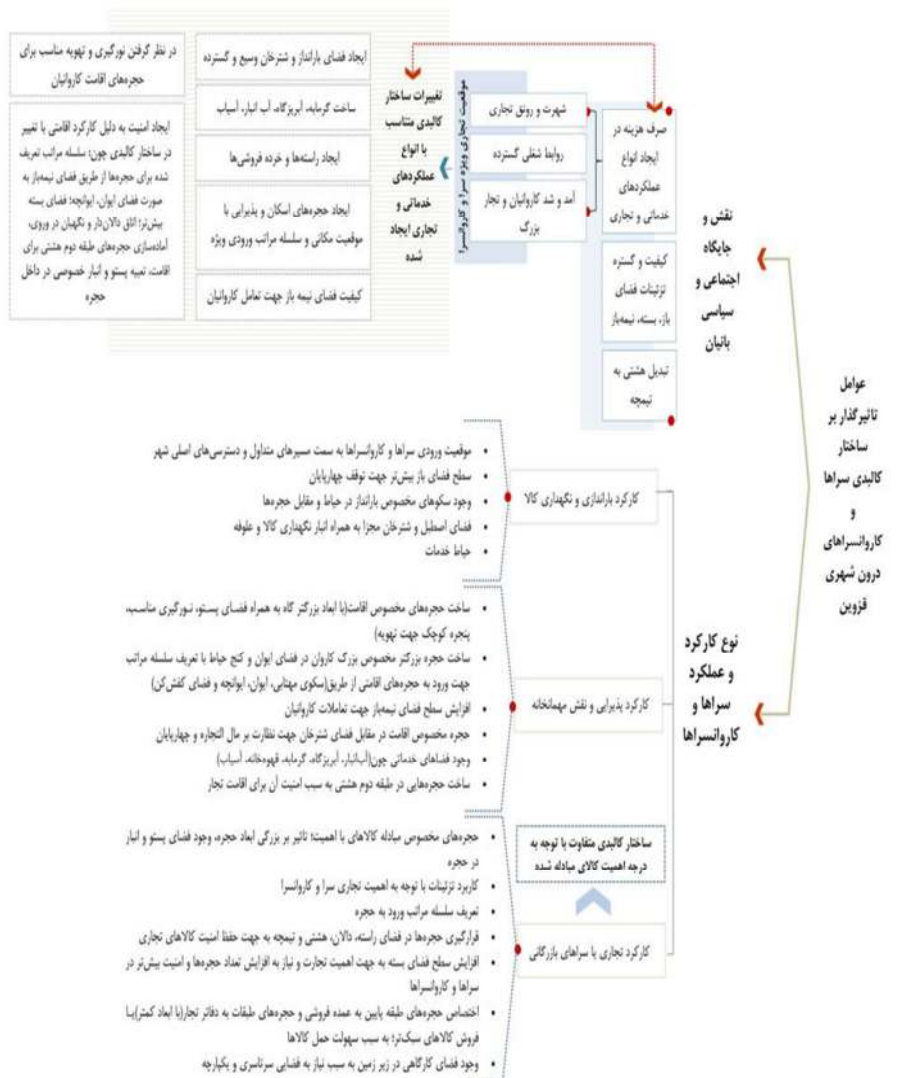 عوامل
تاثیرگذار بر
ساختار
کالبدی سراها
و
کاروانسراهای
درون شهری
قزوین
نقش و
جایگاه
اجتماعی و
سیاسی
بانیان
صرف هزینه در
ایجاد انواع
عملکردهای
خدماتی و تجاری
کیفیت و گستره
تزئینات فضای
باز، بسته، نیمه‌باز
تبدیل هشتی به
تیمچه
شهرت و رونق تجاری
روابط شغلی گسترده
آمد و شد کاروانیان و تجار
بزرگ
موقعیت تجاری ویژه سرا و کاروانسرا
تغییرات ساختار
کالبدی متناسب
با انواع
عملکردهای
خدماتی و
تجاری ایجاد
شده
ایجاد فضای بارانداز و شترخان وسیع و گسترده
ساخت گرمابه، آبریزگاه، آب انبار، آسیاب
ایجاد راسته‌ها و خرده فروشی‌ها
ایجاد حجره‌های اسکان و پذیرایی با
موقعیت مکانی و سلسله مراتب ورودی ویژه
کیفیت فضای نیمه باز جهت تعامل کاروانیان
در نظر گرفتن نورگیری و تهویه مناسب برای
حجره‌های اقامت کاروانیان
ایجاد امنیت به دلیل کارکرد اقامتی با تغییر
در ساختار کالبدی چون: سلسله مراتب تعریف
شده برای حجره‌ها از طریق فضای نیمه‌باز به
صورت فضای ایوان، ایوانچه؛ فضای بسته
بیش‌تر؛ اتاق دالان‌دار و نگهبان در وروی،
آماده‌سازی حجره‌های طبقه دوم هشتی برای
اقامت، تعبیه پستو و انبار خصوصی در داخل
حجره
نوع کارکرد
و عملکرد
سراها و
کاروانسراها
کارکرد باراندازی و نگهداری کالا
• موقعیت ورودی سراها و کاروانسراها به سمت مسیرهای متداول و دسترسی‌های اصلی شهر
• سطح فضای باز بیش‌تر جهت توقف چهارپایان
• وجود سکوهای مخصوص بارانداز در حیاط و مقابل حجره‌ها
• فضای اصطبل و شترخان مجزا به همراه انبار نگهداری کالا و علوفه
• حیاط خدمات
کارکرد پذیرایی و نقش مهمانخانه
• ساخت حجره‌های مخصوص اقامت(با ابعاد بزرگتر گاه به همراه فضای پستو، نورگیری مناسب،
پنجره کوچک جهت تهویه)
• ساخت حجره بزرگتر مخصوص بزرگ کاروان در فضای ایوان و کنج حیاط با تعریف سلسله مراتب
جهت ورود به حجره‌های اقامتی از طریق(سکوی مهتابی، ایوان، ایوانچه و فضای کفش‌کن)
• افزایش سطح فضای نیمه‌باز جهت تعاملات کاروانیان
• حجره مخصوص اقامت در مقابل فضای شترخان جهت نظارت بر مال التجاره و چهارپایان
• وجود فضاهای خدماتی چون(آب‌انبار، آبریزگاه، گرمابه، قهوه‌خانه، آسیاب)
• ساخت حجره‌هایی در طبقه دوم هشتی به سبب امنیت آن برای اقامت تجار
ساختار کالبدی متفاوت با توجه به
درجه اهمیت کالای مبادله شده
کارکرد تجاری یا سراهای بازرگانی
• حجره‌های مخصوص مبادله کالاهای با اهمیت؛ تاثیر بر بزرگی ابعاد حجره، وجود فضای پستو و انبار
در حجره
• کاربرد تزئینات با توجه به اهمیت تجاری سرا و کاروانسرا
• تعریف سلسله مراتب ورود به حجره
• قرارگیری حجره‌ها در فضای راسته، دالان، هشتی و تیمچه به جهت حفظ امنیت کالاهای تجاری
• افزایش سطح فضای بسته به جهت اهمیت تجارت و نیاز به افزایش تعداد حجره‌ها و امنیت بیش‌تر در
سراها و کاروانسراها
• اختصاص حجره‌های طبقه پایین به عمده فروشی و حجره‌های طبقات به دفاتر تجار(با ابعاد کمتر)یا
فروش کالاهای سبک‌تر؛ به سبب سهولت حمل کالاها
• وجود فضای کارگاهی در زیر زمین به سبب نیاز به فضایی سرتاسری و یکپارچه